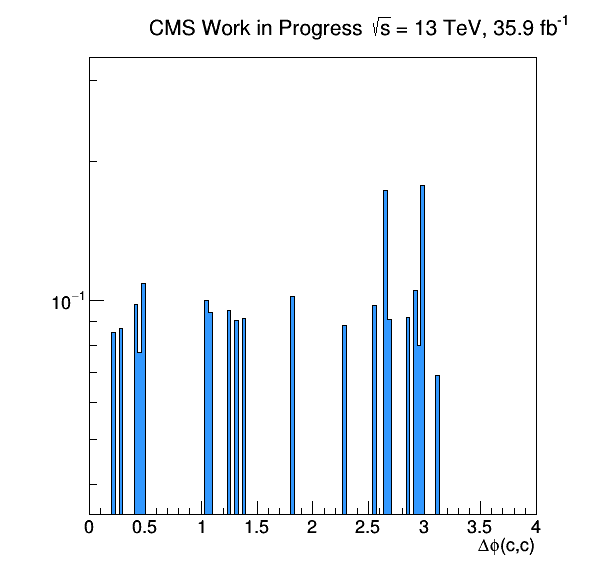 CMS Work in Progress √s = 13 TeV, 35.9 fb⁻¹
10⁻¹
0 0.5 1 1.5 2 2.5 3 3.5 4
Δϕ(c,c)